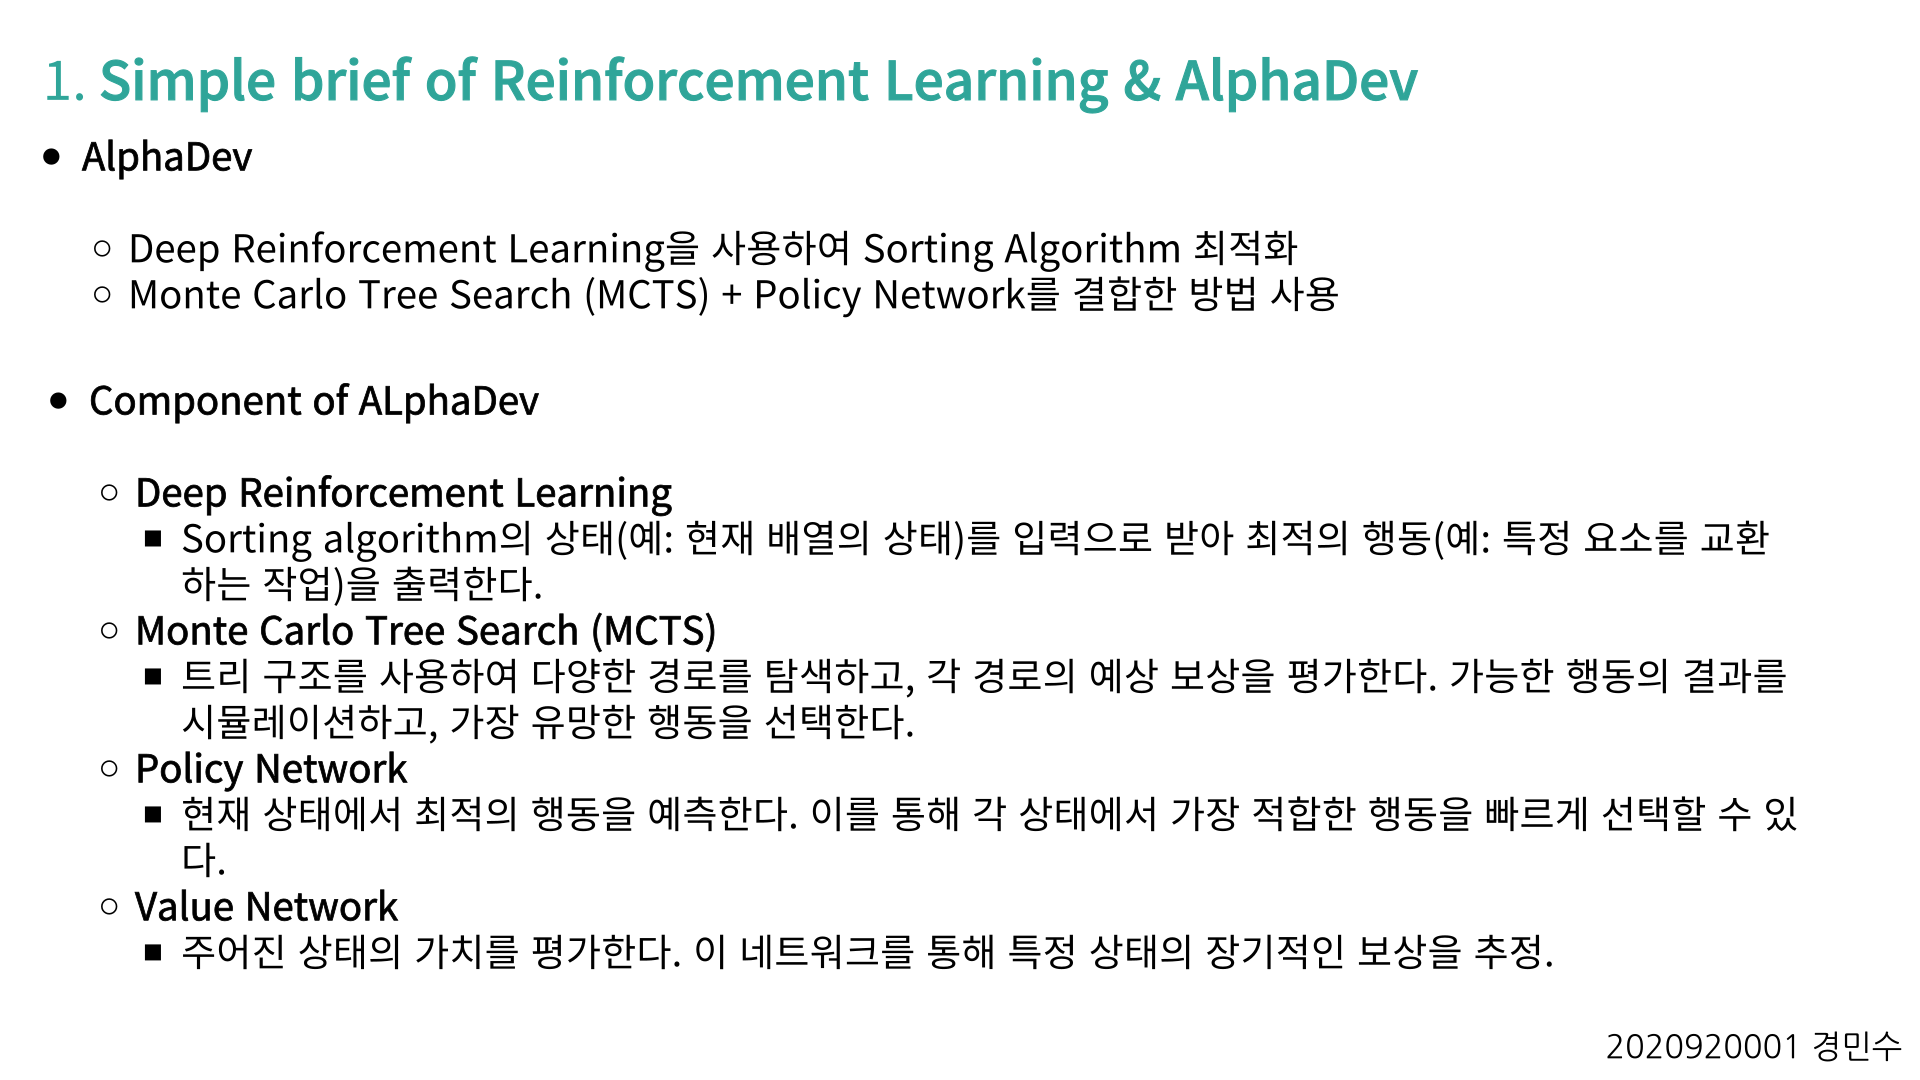 1. Simple brief of Reinforcement Learning & AlphaDev
● AlphaDev
○ Deep Reinforcement Learning을 사용하여 Sorting Algorithm 최적화
○ Monte Carlo Tree Search (MCTS) + Policy Network를 결합한 방법 사용
● Component of ALphaDev
○ Deep Reinforcement Learning
■ Sorting algorithm의 상태(예: 현재 배열의 상태)를 입력으로 받아 최적의 행동(예: 특정 요소를 교환
하는 작업)을 출력한다.
○ Monte Carlo Tree Search (MCTS)
■ 트리 구조를 사용하여 다양한 경로를 탐색하고, 각 경로의 예상 보상을 평가한다. 가능한 행동의 결과를
시뮬레이션하고, 가장 유망한 행동을 선택한다.
○ Policy Network
■ 현재 상태에서 최적의 행동을 예측한다. 이를 통해 각 상태에서 가장 적합한 행동을 빠르게 선택할 수 있
다.
○ Value Network
■ 주어진 상태의 가치를 평가한다. 이 네트워크를 통해 특정 상태의 장기적인 보상을 추정.
2020920001 경민수